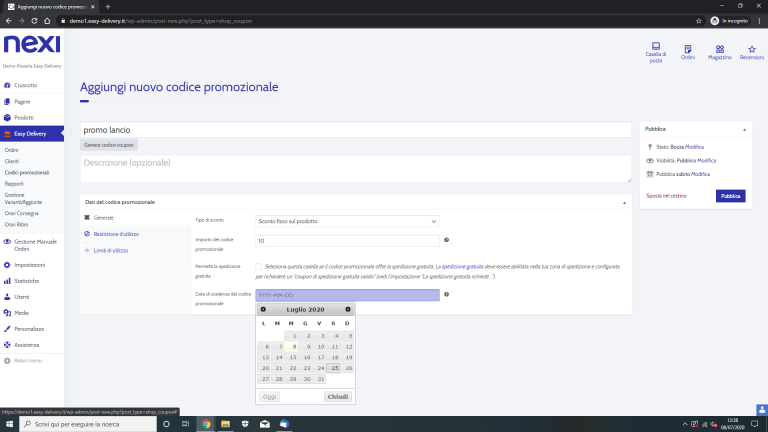 Aggiungi nuovo codice promozio
demo1.easy-delivery.it/wp-admin/post-new.php?post_type=shop_coupon
In incognito
nexi
Demo Pizzeria Easy Delivery
Casella di posta
Ordini
Magazzino
Recensioni
Cruscotto
Pagine
Prodotti
Easy Delivery
Ordini
Clienti
Codici promozionali
Rapporti
Gestione
Varianti/Aggiunte
Orari Consegna
Orari Ritiro
Gestione Manuale
Ordini
Impostazioni
Statistiche
Utenti
Media
Personalizza
Assistenza
Riduci menu
Aggiungi nuovo codice promozionale
promo lancio
Genera codice coupon
Descrizione (opzionale)
Dati del codice promozionale
Generale
Restrizione d'utilizzo
Limiti di utilizzo
Tipo di sconto
Sconto fisso sul prodotto
Importo del codice
promozionale
10
Permetti la spedizione
gratuita
Seleziona questa casella se il codice promozionale offre la spedizione gratuita. La spedizione gratuita deve essere abilitata nella tua zona di spedizione e configurata
per richiedere un "coupon di spedizione gratuita valido" (vedi l'impostazione "La spedizione gratuita richiede...").
Data di scadenza del codice
promozionale
YYYY-MM-DD
Luglio 2020
L M M G V S D
1 2 3 4 5
6 7 8 9 10 11 12
13 14 15 16 17 18 19
20 21 22 23 24 25 26
27 28 29 30 31
Oggi
Chiudi
Pubblica
Stato: Bozza Modifica
Visibilità: Pubblico Modifica
Pubblica subito Modifica
Sposta nel cestino
Pubblica
https://demo1.easy-delivery.it/wp-admin/post-new.php?post_type=shop_coupon#
Scrivi qui per eseguire la ricerca
12:38
08/07/2020